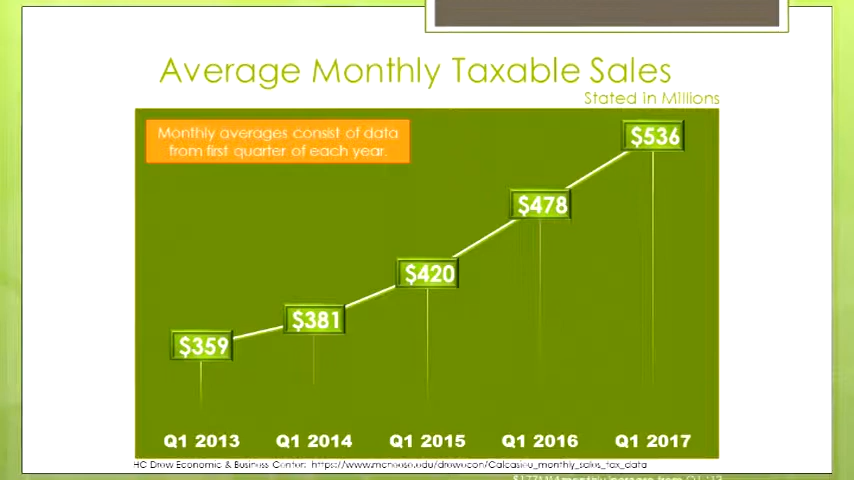 Average Monthly Taxable Sales
Stated in Millions
Monthly averages consist of data
from first quarter of each year.
$536
$478
$420
$381
$359
Q1 2013 Q1 2014 Q1 2015 Q1 2016 Q1 2017
HC Drew Economic & Business Center: https://www.mcneese.edu/drewecon/Calcasieu_monthly_sales_tax_data